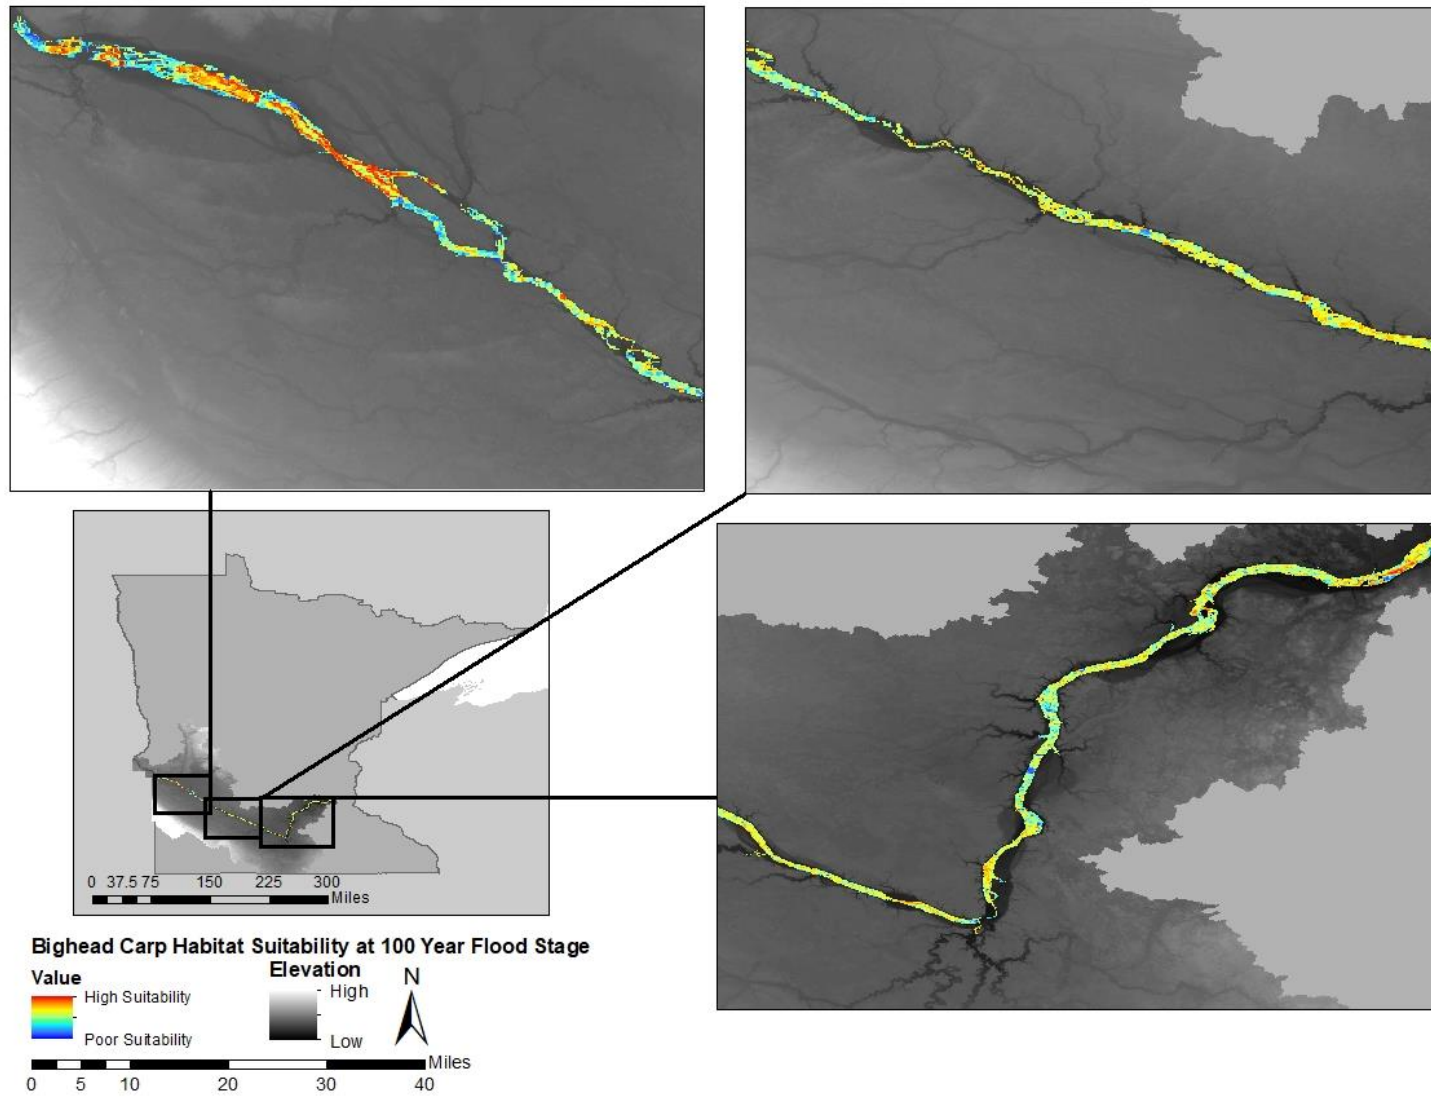 0 37.5 75 150 225 300
Miles
Bighead Carp Habitat Suitability at 100 Year Flood Stage
Value
High Suitability
Poor Suitability
Elevation
High
Low
N
Miles
0 5 10 20 30 40